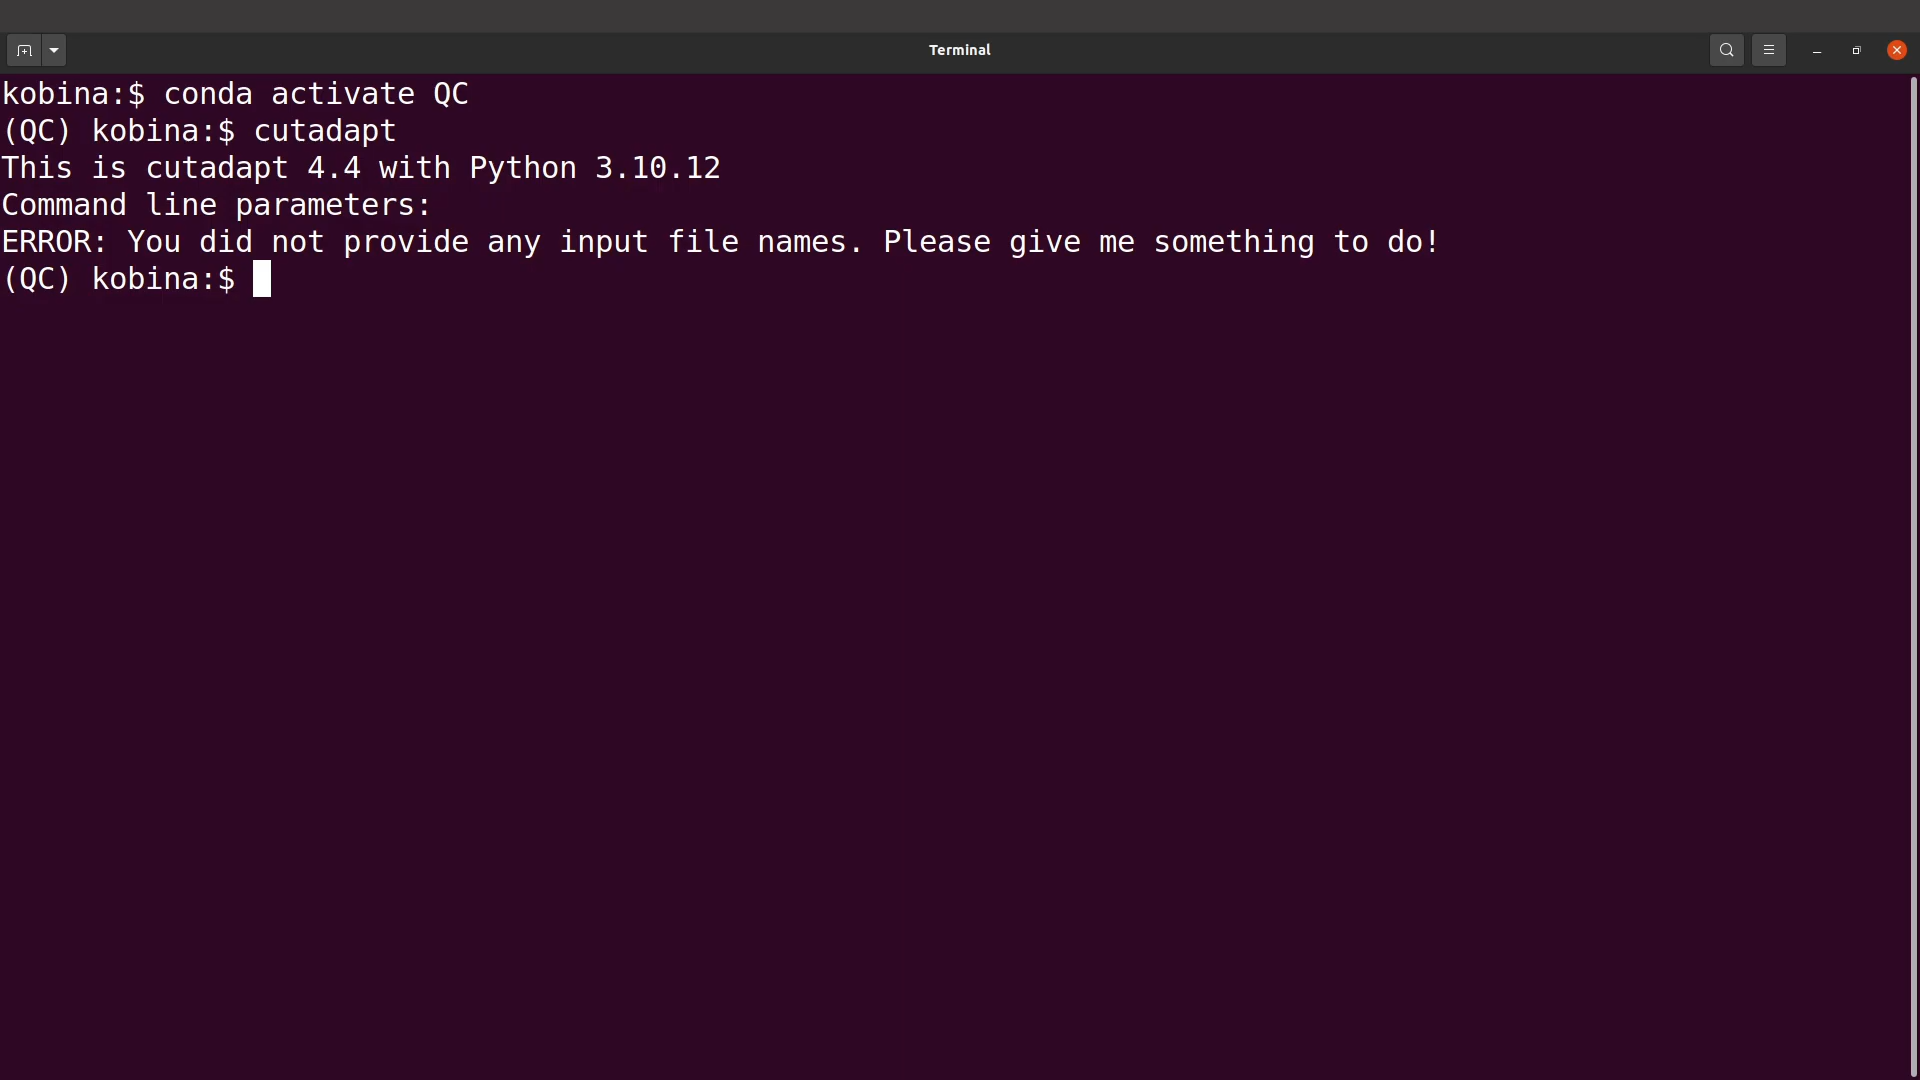 Terminal
kobina:$ conda activate QC
(QC) kobina:$ cutadapt
This is cutadapt 4.4 with Python 3.10.12
Command line parameters:
ERROR: You did not provide any input file names. Please give me something to do!
(QC) kobina:$